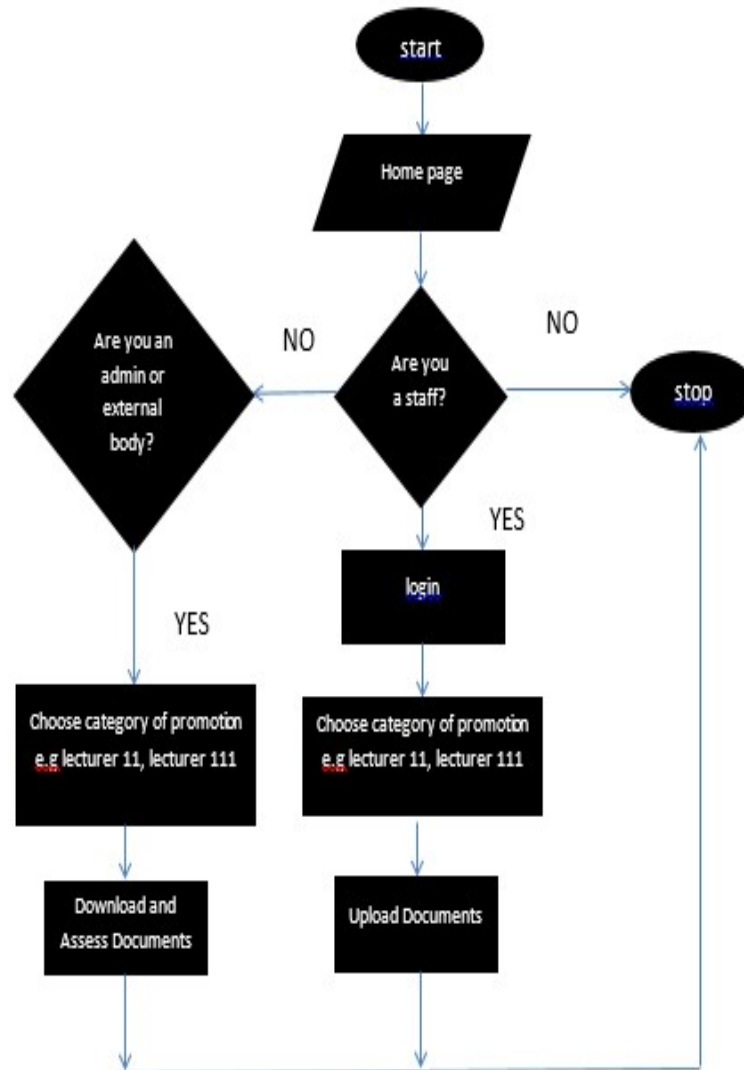 start
Home page
Are you an
admin or
external
body?
NO
Are you
a staff?
NO
stop
YES
login
YES
Choose category of promotion
e.g lecturer 11, lecturer 111
Choose category of promotion
e.g lecturer 11, lecturer 111
Download and
Assess Documents
Upload Documents